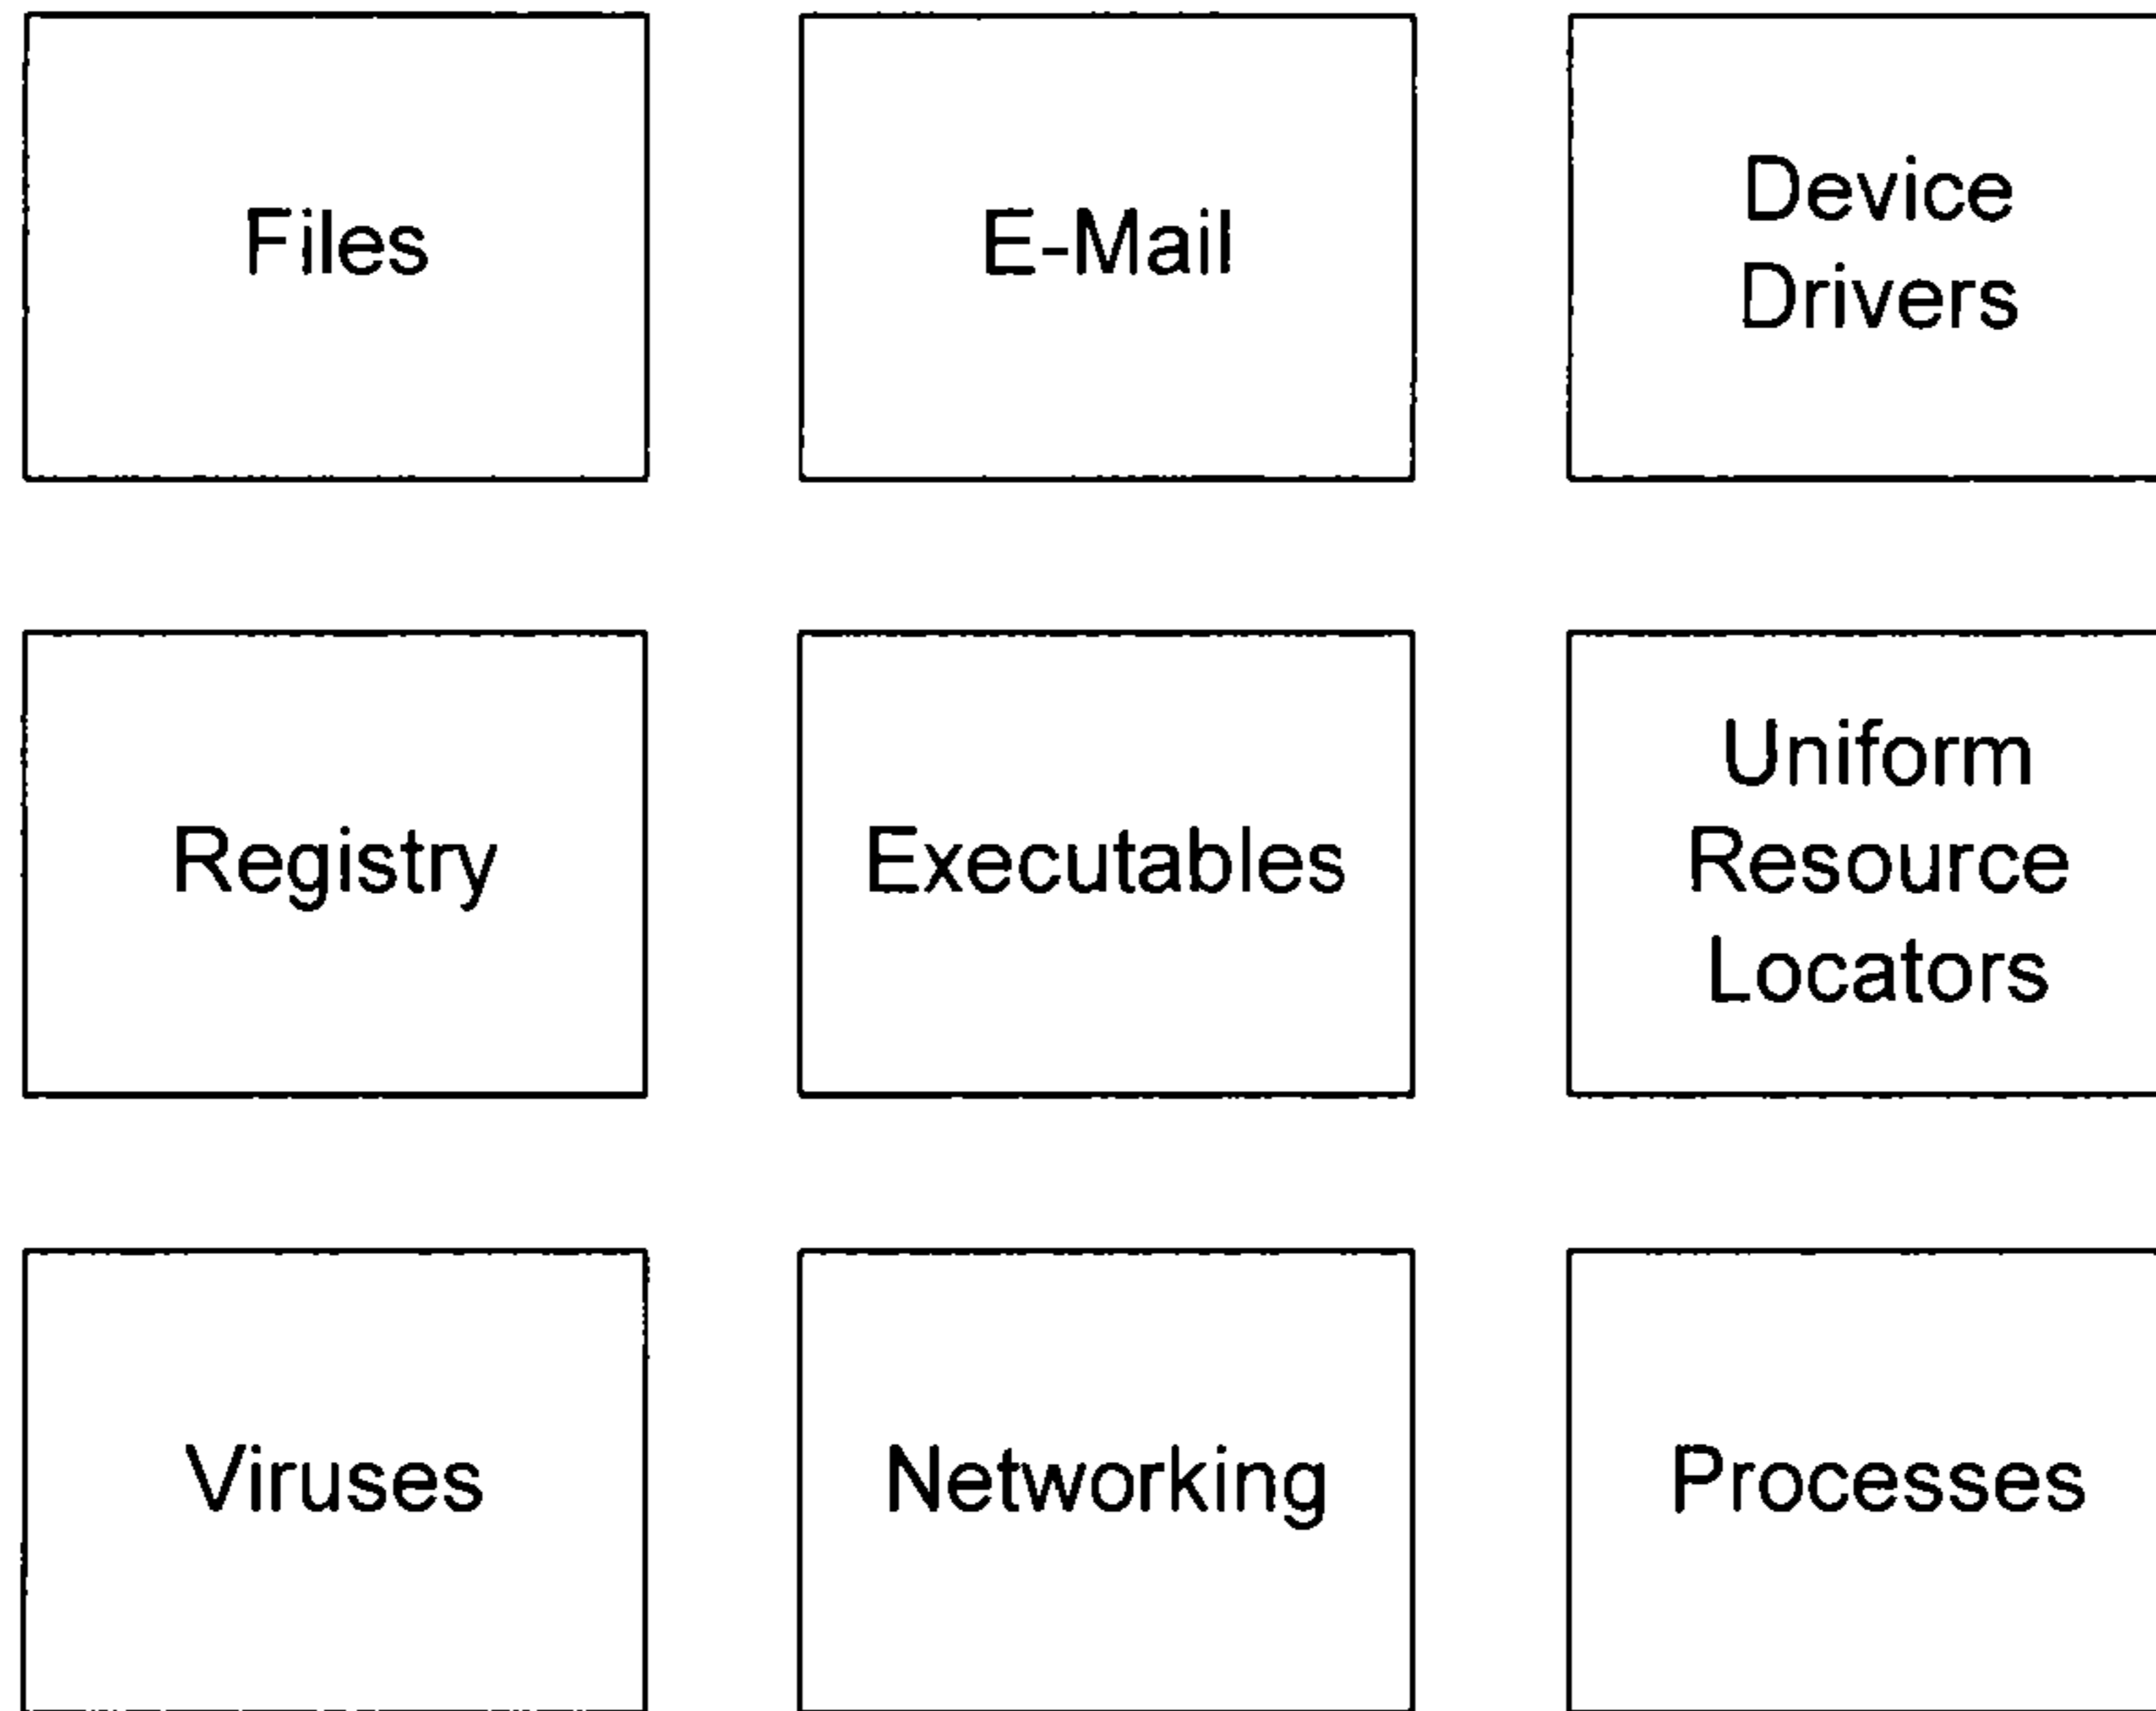 Files
E-Mail
Device
Drivers
Registry
Executables
Uniform
Resource
Locators
Viruses
Networking
Processes